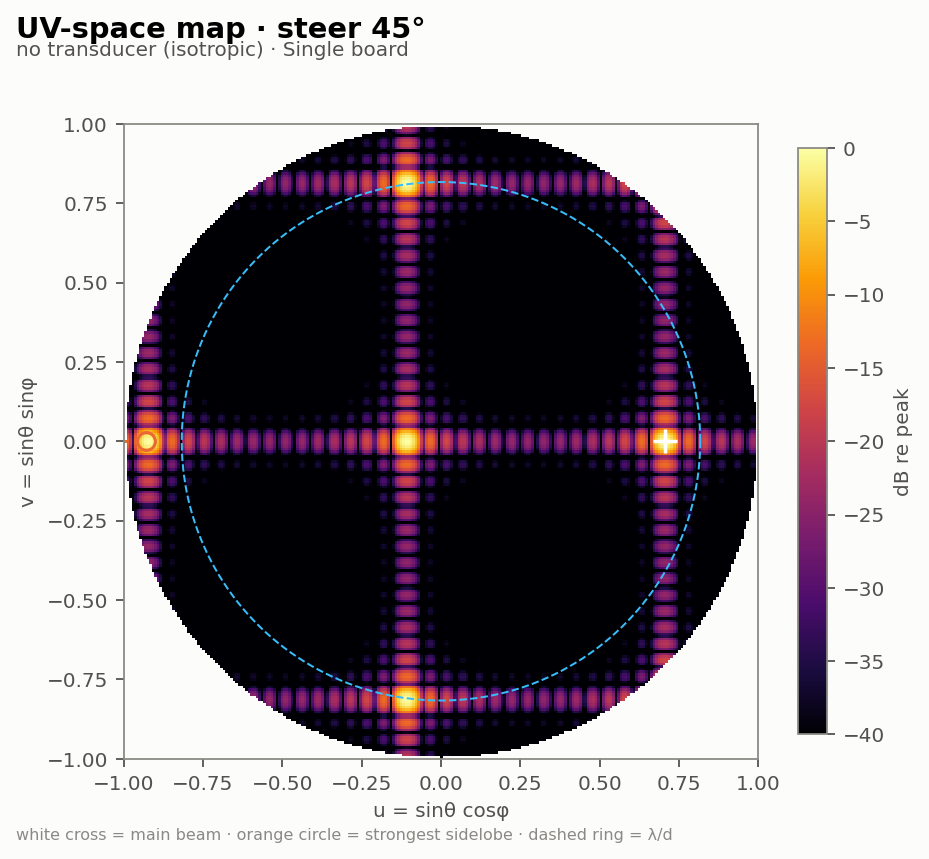 UV-space map · steer 45°
no transducer (isotropic) · Single board
1.00
0.75
0.50
0.25
0.00
−0.25
−0.50
−0.75
−1.00
v = sinθ sinφ
−1.00 −0.75 −0.50 −0.25 0.00 0.25 0.50 0.75 1.00
u = sinθ cosφ
0
−5
−10
−15
−20
−25
−30
−35
−40
dB re peak
white cross = main beam · orange circle = strongest sidelobe · dashed ring = λ/d